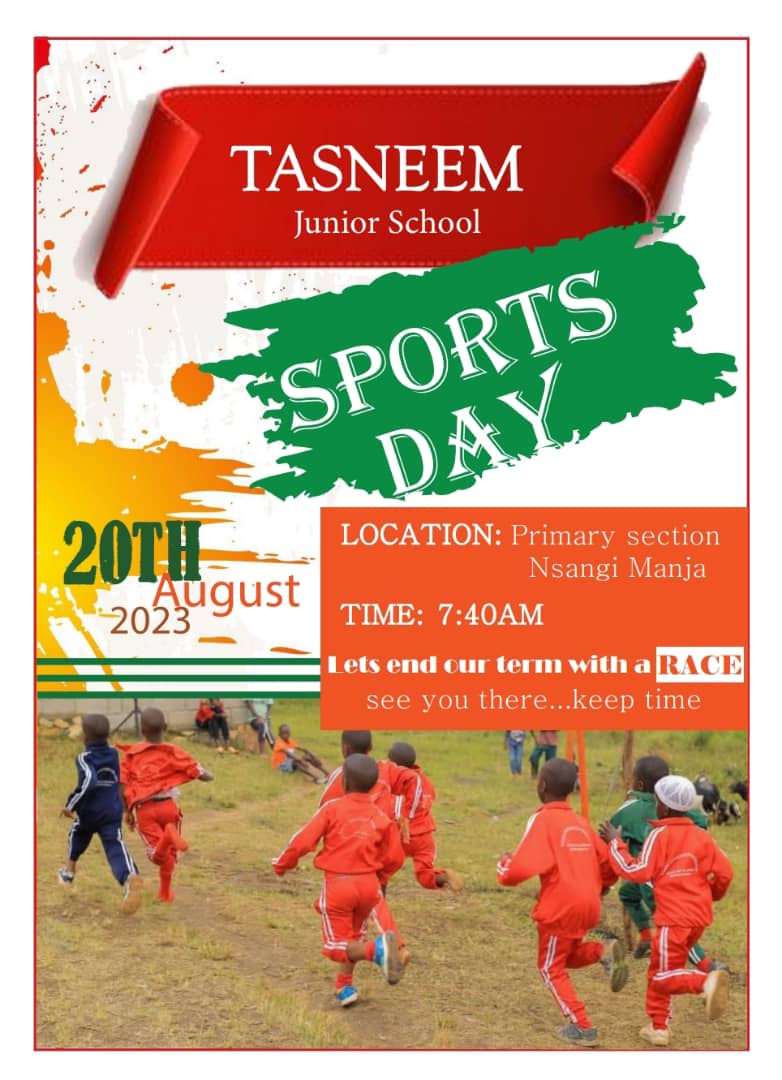 TASNEEM
Junior School
SPORTS
DAY
20TH
August
2023
LOCATION: Primary section
Nsangi Manja
TIME: 7:40AM
Lets end our term with a RACE
see you there...keep time